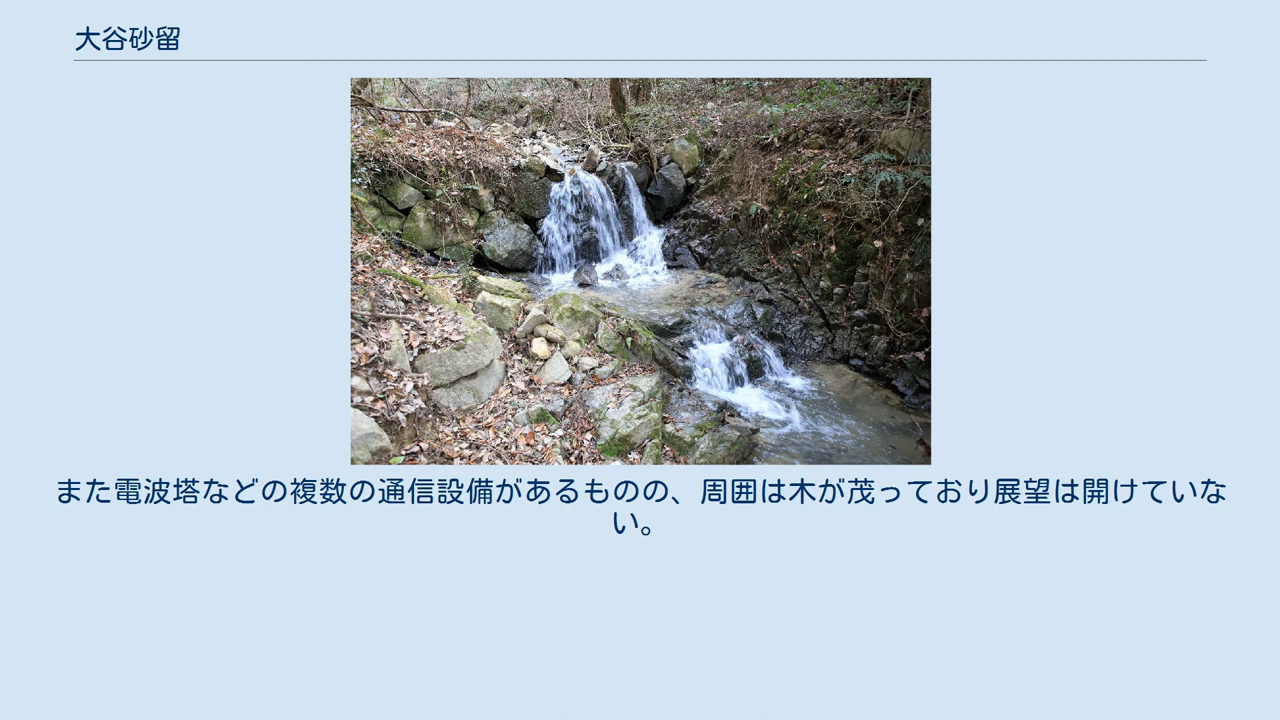 大谷砂留
また電波塔などの複数の通信設備があるものの、周囲は木が茂っており展望は開けていな
い。